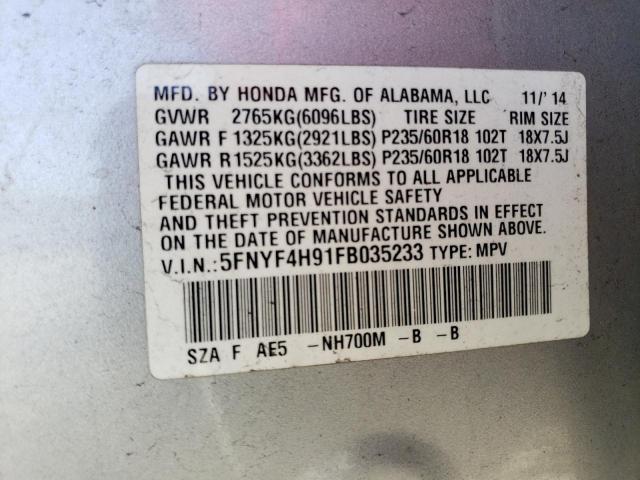 MFD. BY HONDA MFG. OF ALABAMA, LLC 11/'14
GVWR 2765KG(6096LBS) TIRE SIZE RIM SIZE
GAWR F 1325KG(2921LBS) P235/60R18 102T 18X7.5J
GAWR R1525KG(3362LBS) P235/60R18 102T 18X7.5J
THIS VEHICLE CONFORMS TO ALL APPLICABLE
FEDERAL MOTOR VEHICLE SAFETY
AND THEFT PREVENTION STANDARDS IN EFFECT
ON THE DATE OF MANUFACTURE SHOWN ABOVE.
V.I.N.:5FNYF4H91FB035233 TYPE: MPV
SZA F AE5 -NH700M -B -B